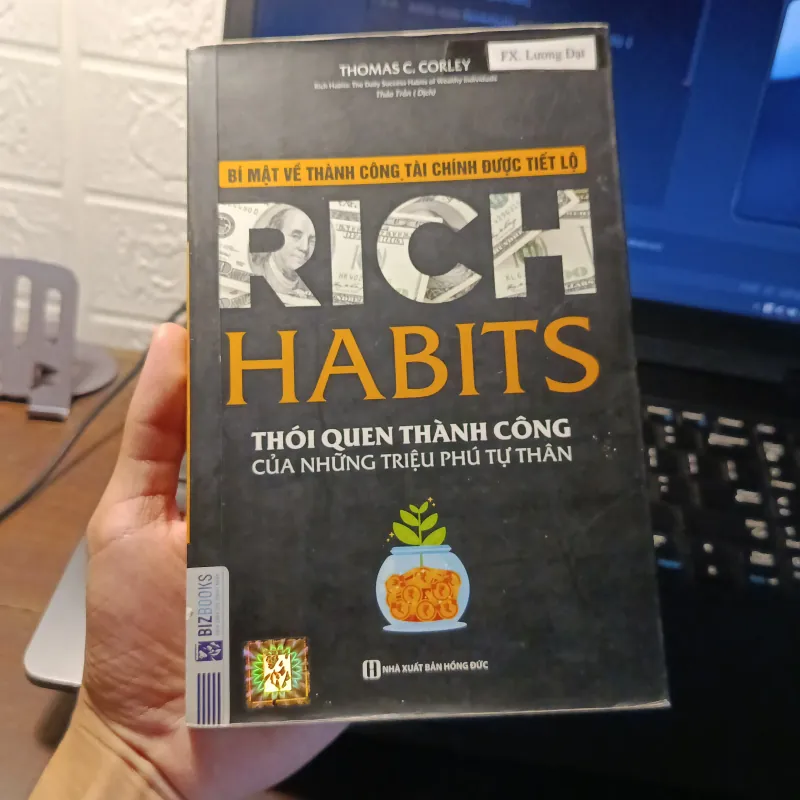 FX. Lương Đạt
THOMAS C. CORLEY
Rich Habits: The Daily Success Habits of Wealthy Individuals
Thảo Trần ( Dịch)
BÍ MẬT VỀ THÀNH CÔNG TÀI CHÍNH ĐƯỢC TIẾT LỘ
RICH
HABITS
THÓI QUEN THÀNH CÔNG
CỦA NHỮNG TRIỆU PHÚ TỰ THÂN
BIZBOOKS
NHÀ XUẤT BẢN HỒNG ĐỨC